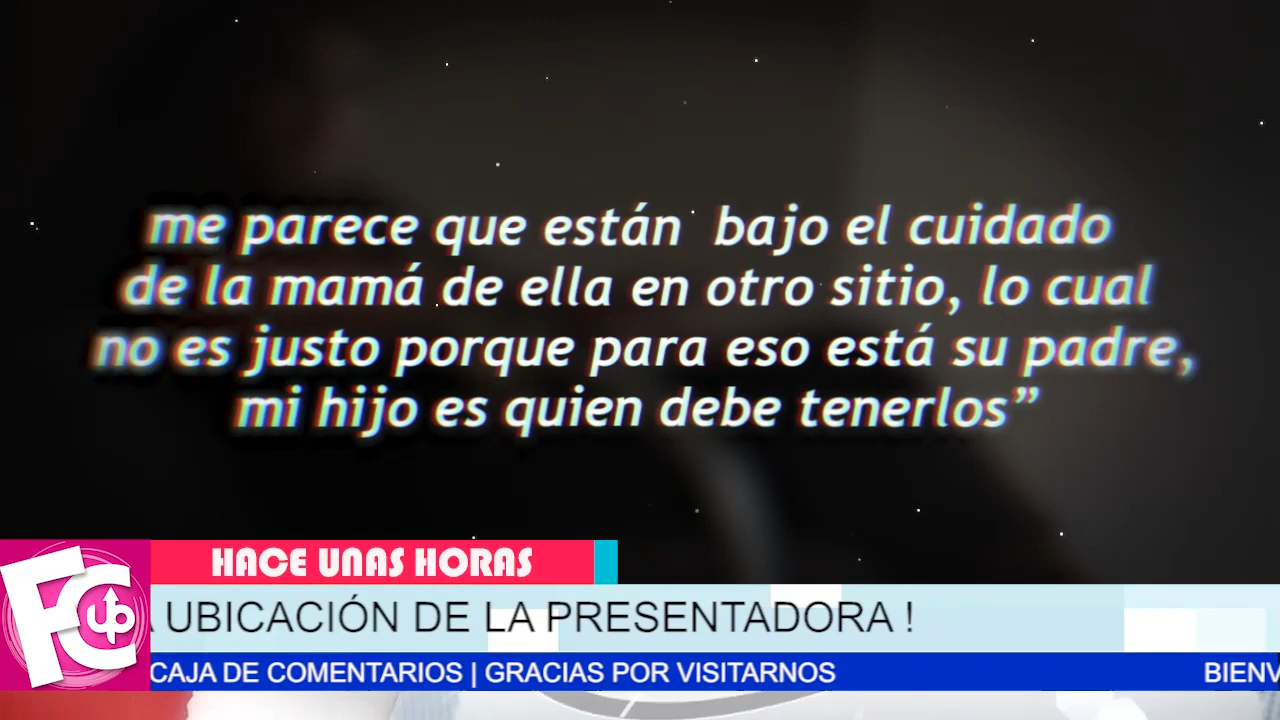 me parece que están bajo el cuidado
de la mamá de ella en otro sitio, lo cual
no es justo porque para eso está su padre,
mi hijo es quien debe tenerlos”
HACE UNAS HORAS
UBICACIÓN DE LA PRESENTADORA !
FC up
CAJA DE COMENTARIOS | GRACIAS POR VISITARNOS